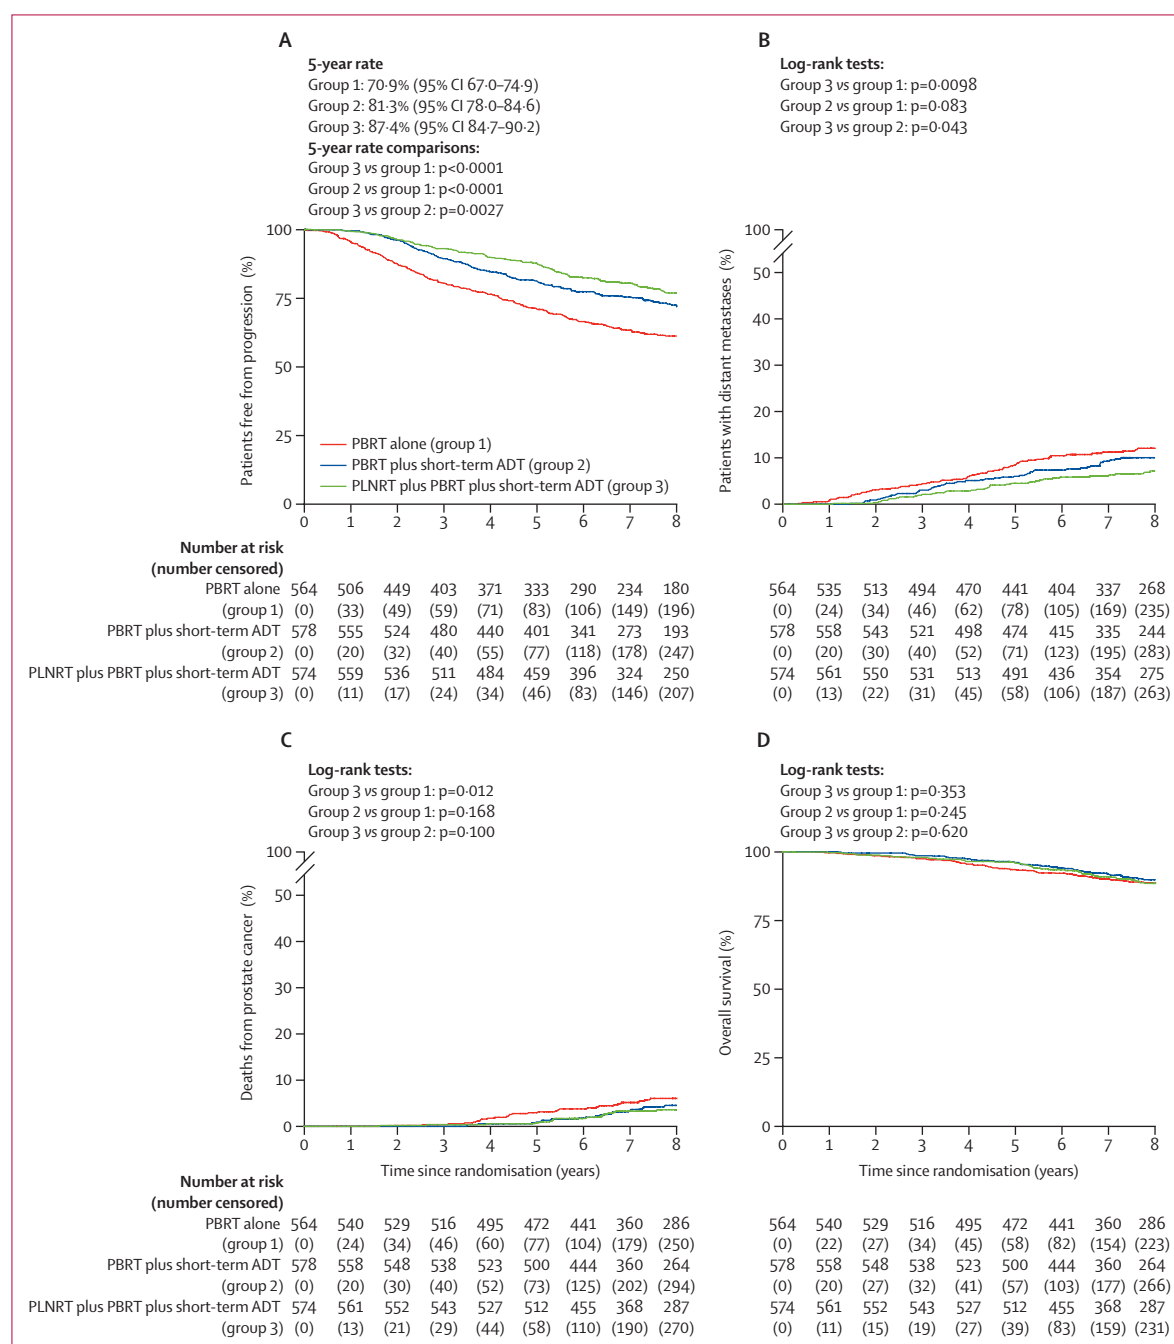 A
5-year rate
Group 1: 70·9% (95% CI 67·0–74·9)
Group 2: 81·3% (95% CI 78·0–84·6)
Group 3: 87·4% (95% CI 84·7–90·2)
5-year rate comparisons:
Group 3 vs group 1: p<0·0001
Group 2 vs group 1: p<0·0001
Group 3 vs group 2: p=0·0027
100
75
50
25
0
Patients free from progression (%)
PBRT alone (group 1)
PBRT plus short-term ADT (group 2)
PLNRT plus PBRT plus short-term ADT (group 3)
0 1 2 3 4 5 6 7 8
B
Log-rank tests:
Group 3 vs group 1: p=0·0098
Group 2 vs group 1: p=0·083
Group 3 vs group 2: p=0·043
100
50
40
30
20
10
0
Patients with distant metastases (%)
0 1 2 3 4 5 6 7 8
Number at risk
(number censored)
PBRT alone 564 506 449 403 371 333 290 234 180 564 535 513 494 470 441 404 337 268
(group 1) (0) (33) (49) (59) (71) (83) (106) (149) (196) (0) (24) (34) (46) (62) (78) (105) (169) (235)
PBRT plus short-term ADT 578 555 524 480 440 401 341 273 193 578 558 543 521 498 474 415 335 244
(group 2) (0) (20) (32) (40) (55) (77) (118) (178) (247) (0) (20) (30) (40) (52) (71) (123) (195) (283)
PLNRT plus PBRT plus short-term ADT 574 559 536 511 484 459 396 324 250 574 561 550 531 513 491 436 354 275
(group 3) (0) (11) (17) (24) (34) (46) (83) (146) (207) (0) (13) (22) (31) (45) (58) (106) (187) (263)
C
Log-rank tests:
Group 3 vs group 1: p=0·012
Group 2 vs group 1: p=0·168
Group 3 vs group 2: p=0·100
100
50
40
30
20
10
0
Deaths from prostate cancer (%)
0 1 2 3 4 5 6 7 8
Time since randomisation (years)
D
Log-rank tests:
Group 3 vs group 1: p=0·353
Group 2 vs group 1: p=0·245
Group 3 vs group 2: p=0·620
100
75
50
25
0
Overall survival (%)
0 1 2 3 4 5 6 7 8
Time since randomisation (years)
Number at risk
(number censored)
PBRT alone 564 540 529 516 495 472 441 360 286 564 540 529 516 495 472 441 360 286
(group 1) (0) (24) (34) (46) (60) (77) (104) (179) (250) (0) (22) (27) (34) (45) (58) (82) (154) (223)
PBRT plus short-term ADT 578 558 548 538 523 500 444 360 264 578 558 548 538 523 500 444 360 264
(group 2) (0) (20) (30) (40) (52) (73) (125) (202) (294) (0) (20) (27) (32) (41) (57) (103) (177) (266)
PLNRT plus PBRT plus short-term ADT 574 561 552 543 527 512 455 368 287 574 561 552 543 527 512 455 368 287
(group 3) (0) (13) (21) (29) (44) (58) (110) (190) (270) (0) (11) (15) (19) (27) (39) (83) (159) (231)